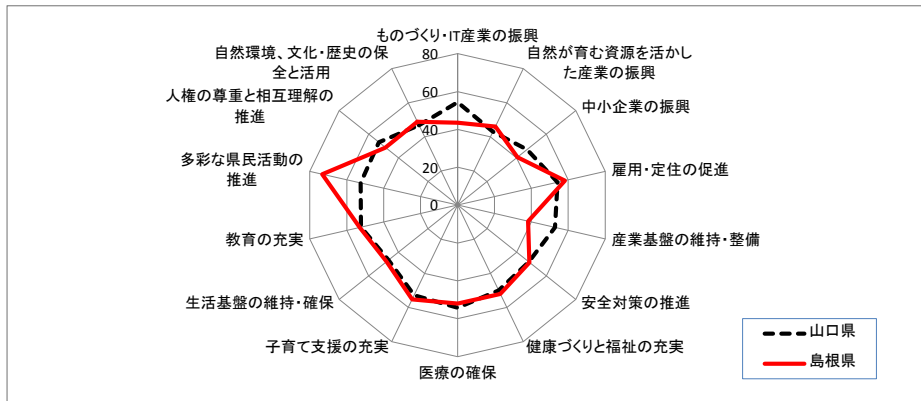 ものづくり・IT産業の振興
自然が育む資源を活かし
た産業の振興
中小企業の振興
雇用・定住の促進
産業基盤の維持・整備
安全対策の推進
健康づくりと福祉の充実
医療の確保
子育て支援の充実
生活基盤の維持・確保
教育の充実
多彩な県民活動の
推進
人権の尊重と相互理解の
推進
自然環境、文化・歴史の保
全と活用
80
60
40
20
0
山口県
島根県